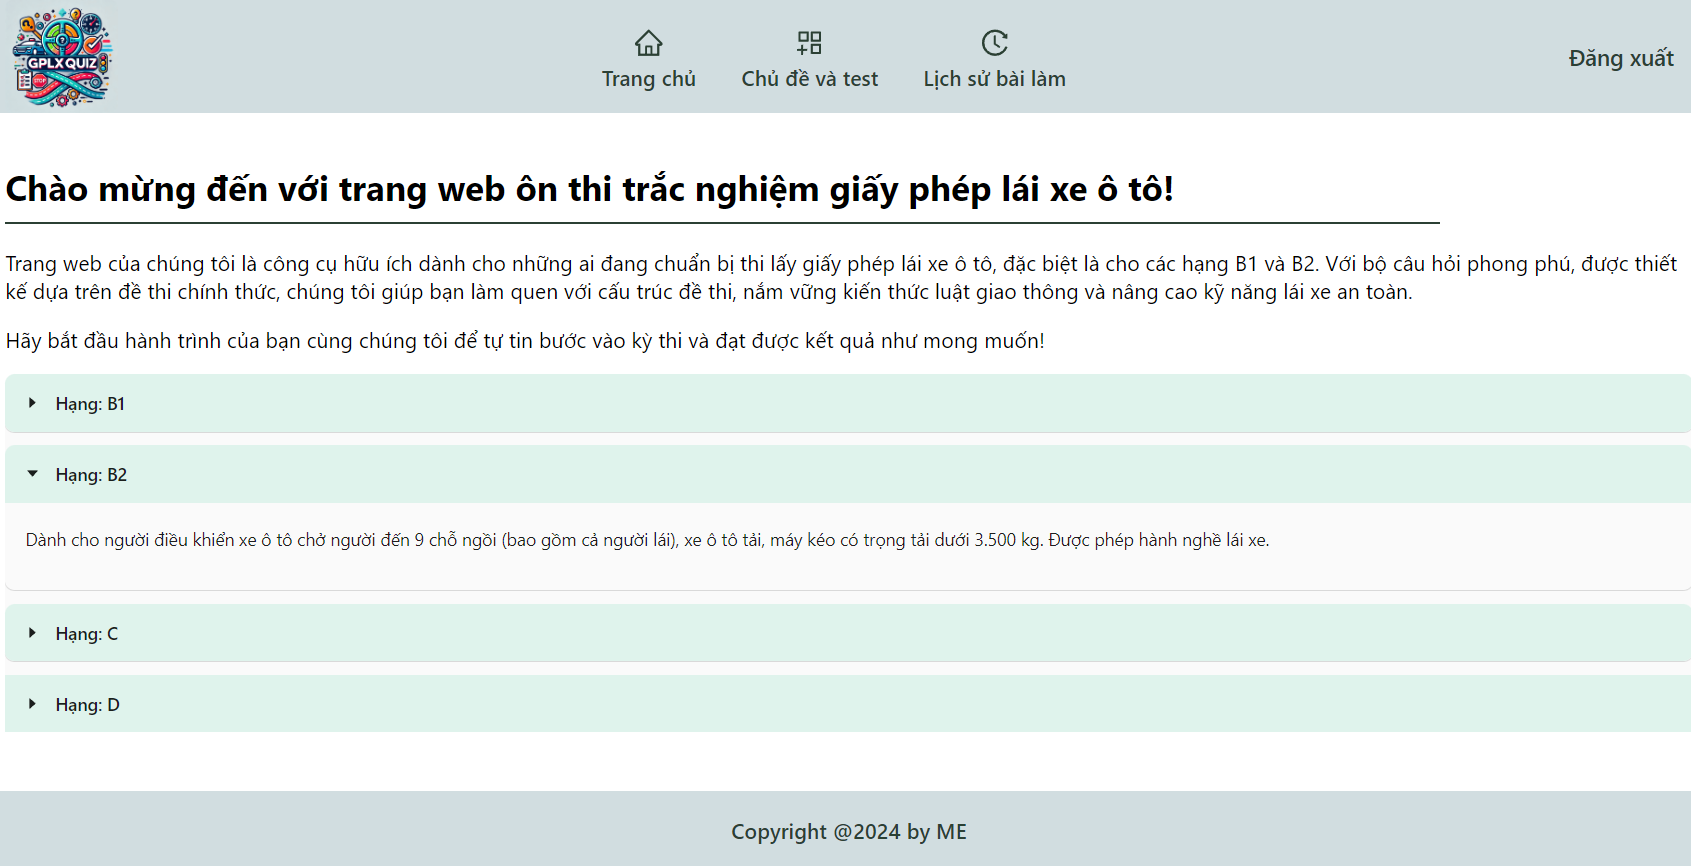 GPLX QUIZ
STOP
Trang chủ
Chủ đề và test
Lịch sử bài làm
Đăng xuất
Chào mừng đến với trang web ôn thi trắc nghiệm giấy phép lái xe ô tô!
Trang web của chúng tôi là công cụ hữu ích dành cho những ai đang chuẩn bị thi lấy giấy phép lái xe ô tô, đặc biệt là cho các hạng B1 và B2. Với bộ câu hỏi phong phú, được thiết
kế dựa trên đề thi chính thức, chúng tôi giúp bạn làm quen với cấu trúc đề thi, nắm vững kiến thức luật giao thông và nâng cao kỹ năng lái xe an toàn.
Hãy bắt đầu hành trình của bạn cùng chúng tôi để tự tin bước vào kỳ thi và đạt được kết quả như mong muốn!
Hạng: B1
Hạng: B2
Dành cho người điều khiển xe ô tô chở người đến 9 chỗ ngồi (bao gồm cả người lái), xe ô tô tải, máy kéo có trọng tải dưới 3.500 kg. Được phép hành nghề lái xe.
Hạng: C
Hạng: D
Copyright @2024 by ME